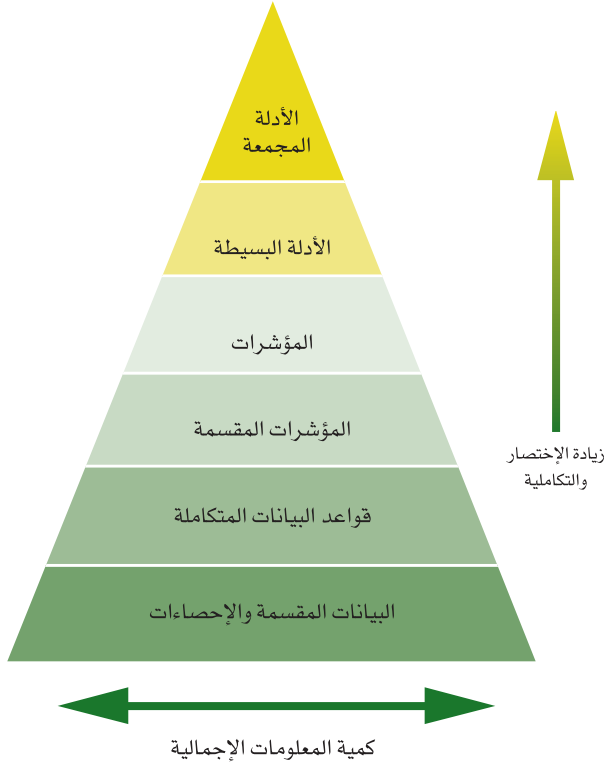 الأدلة
المجمعة
الأدلة البسيطة
المؤشرات
المؤشرات المقسمة
قواعد البيانات المتكاملة
البيانات المقسمة والإحصاءات
زيادة الإختصار
والتكاملية
كمية المعلومات الإجمالية